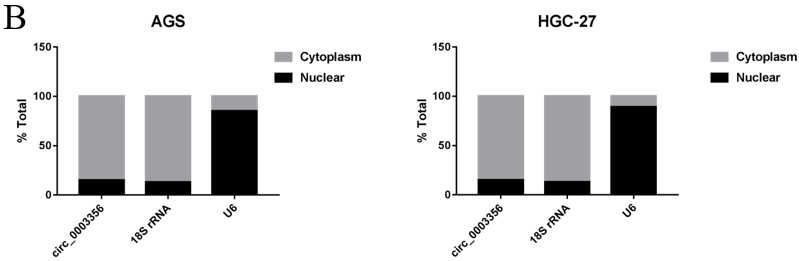 B
AGS
% Total
150
100
50
0
circ_0003356
18S rRNA
U6
Cytoplasm
Nuclear
HGC-27
% Total
150
100
50
0
circ_0003356
18S rRNA
U6
Cytoplasm
Nuclear